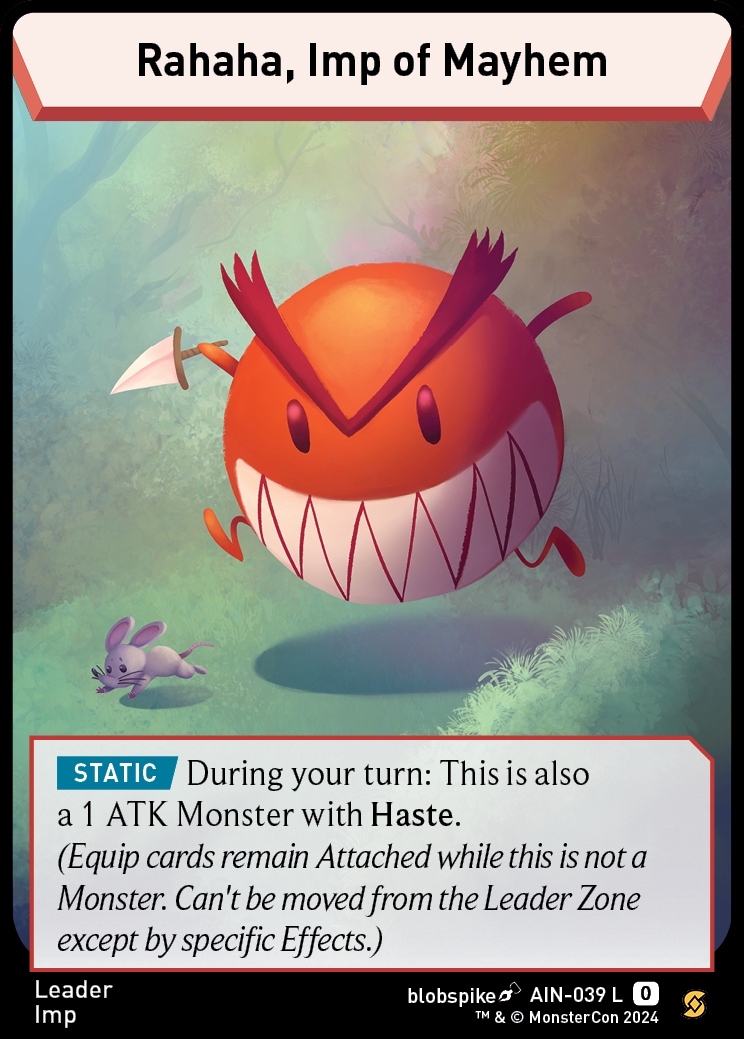 Rahaha, Imp of Mayhem
STATIC During your turn: This is also
a 1 ATK Monster with Haste.
(Equip cards remain Attached while this is not a
Monster. Can't be moved from the Leader Zone
except by specific Effects.)
Leader
Imp
blobspike AIN-039 L 0
™ & © MonsterCon 2024